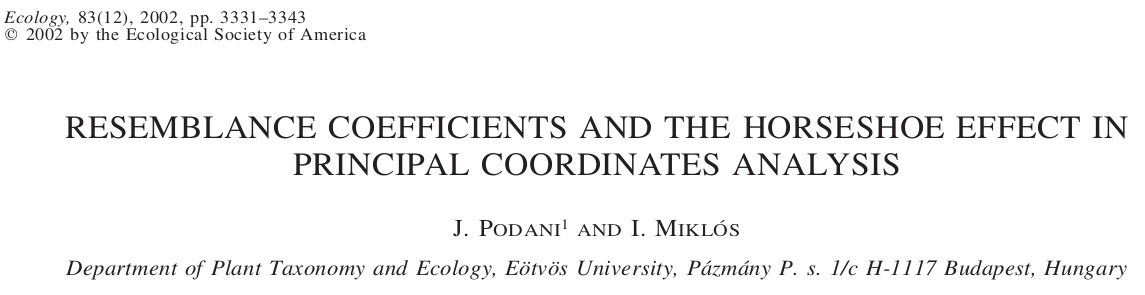 Ecology, 83(12), 2002, pp. 3331–3343
© 2002 by the Ecological Society of America
RESEMBLANCE COEFFICIENTS AND THE HORSESHOE EFFECT IN
PRINCIPAL COORDINATES ANALYSIS
J. PODANI¹ AND I. MIKLÓS
Department of Plant Taxonomy and Ecology, Eötvös University, Pázmány P. s. 1/c H-1117 Budapest, Hungary